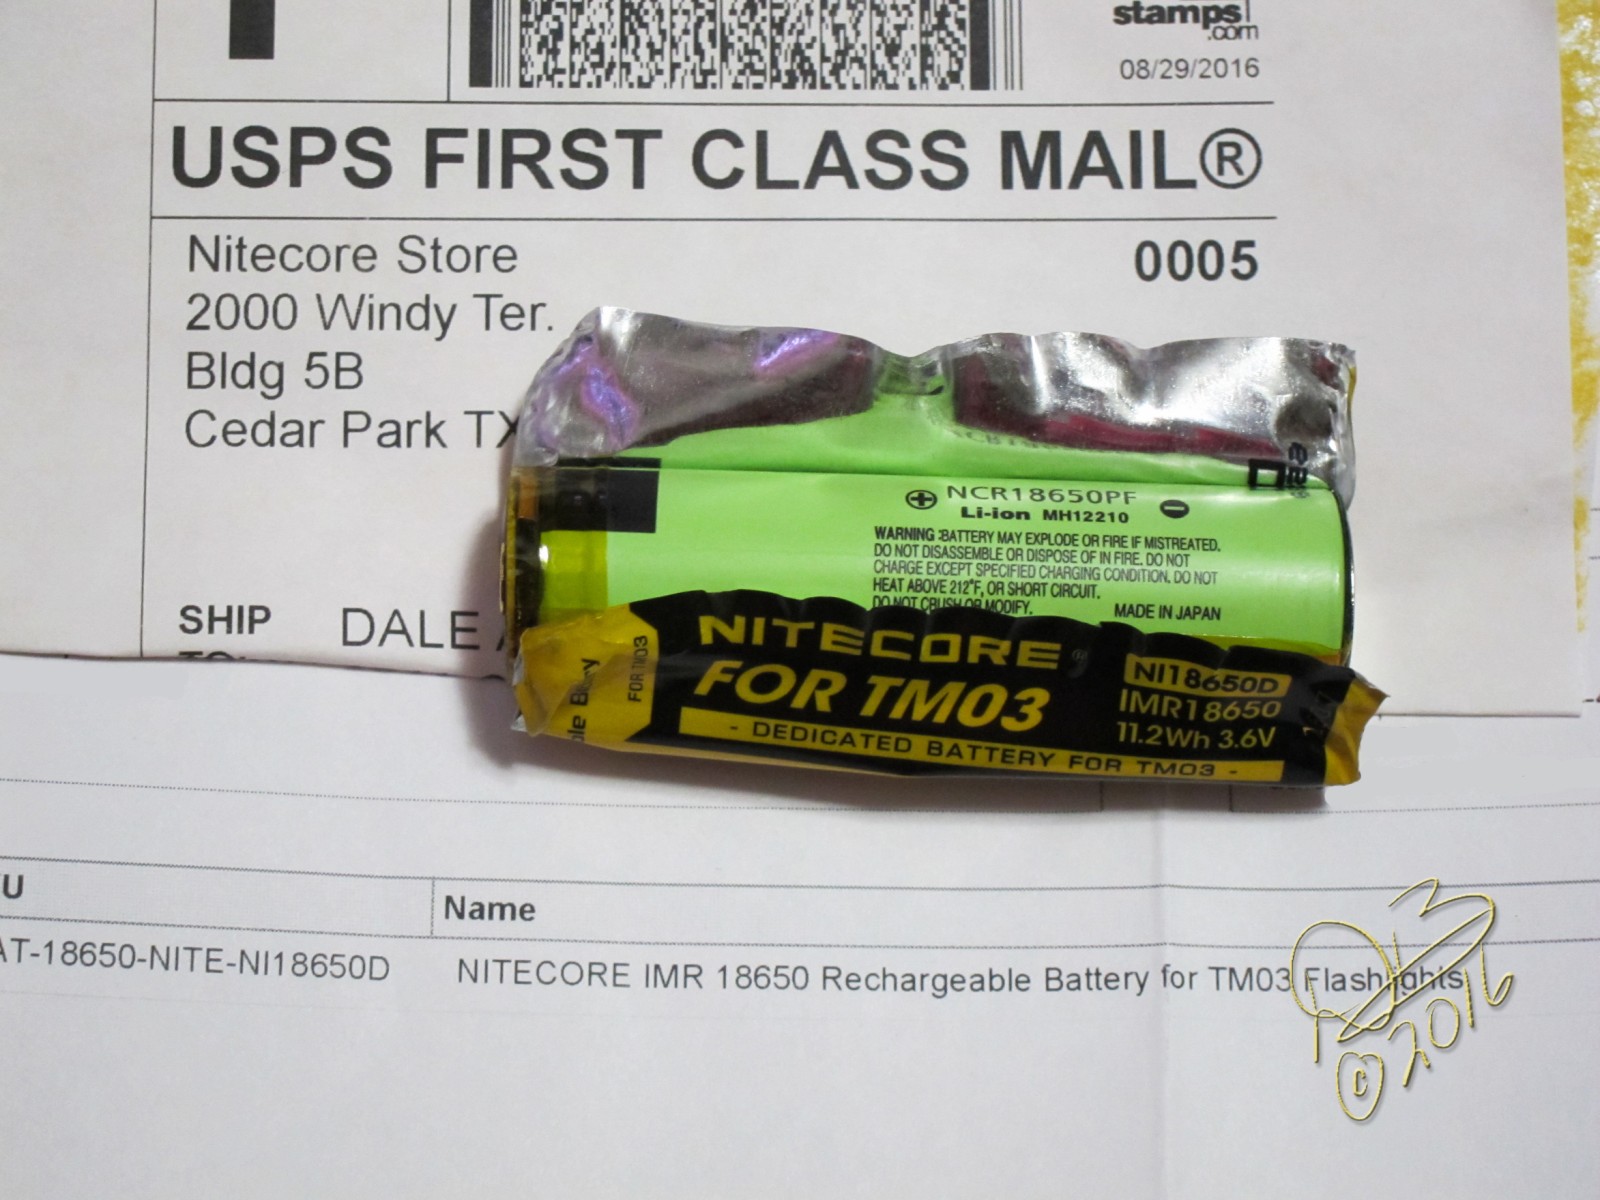 stamps
.com
08/29/2016
USPS FIRST CLASS MAIL®
Nitecore Store
0005
2000 Windy Ter.
Bldg 5B
Cedar Park TX
SHIP
DALE
NCR18650PF
Li-ion MH12210
WARNING :BATTERY MAY EXPLODE OR FIRE IF MISTREATED.
DO NOT DISASSEMBLE OR DISPOSE OF IN FIRE. DO NOT
CHARGE EXCEPT SPECIFIED CHARGING CONDITION. DO NOT
HEAT ABOVE 212°F, OR SHORT CIRCUIT.
DO NOT CRUSH OR MODIFY.
MADE IN JAPAN
FOR TM03
NITECORE
FOR TM03
- DEDICATED BATTERY FOR TM03 -
NI18650D
IMR18650
11.2Wh 3.6V
U
Name
AT-18650-NITE-NI18650D
NITECORE IMR 18650 Rechargeable Battery for TM03 Flashlights
© 2016